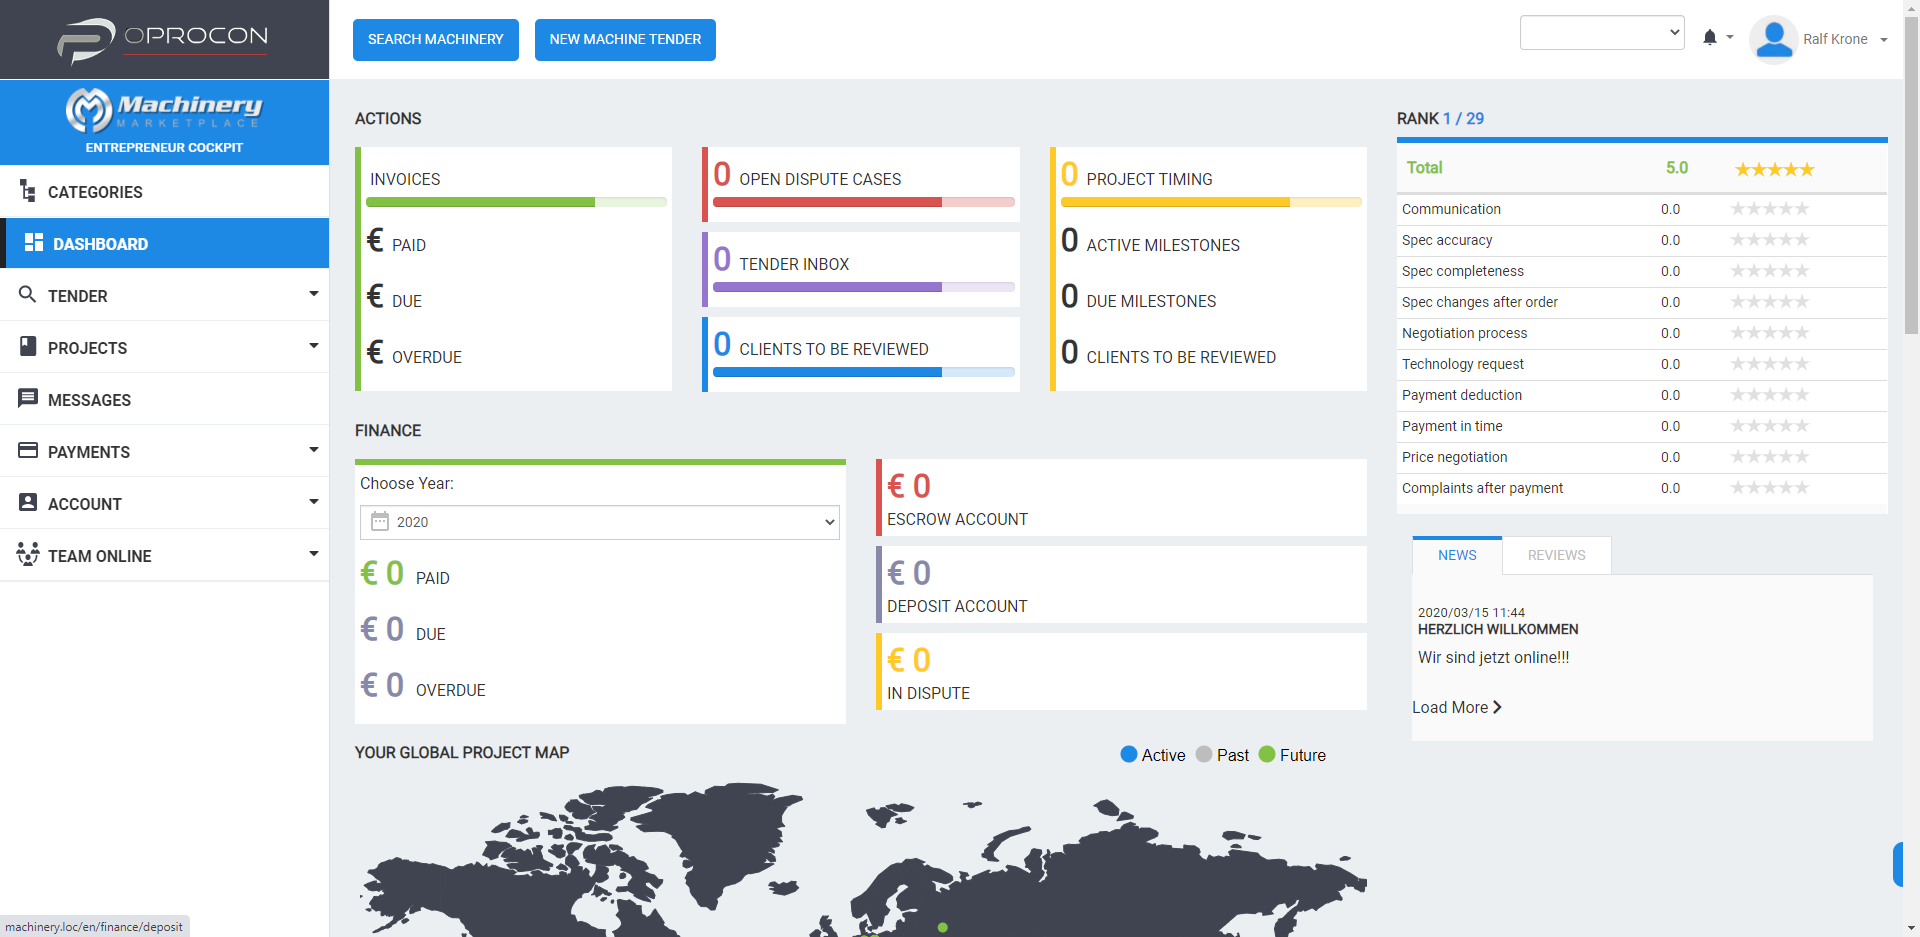 OPROCON
SEARCH MACHINERY
NEW MACHINE TENDER
Ralf Krone
Machinery
MARKETPLACE
ENTREPRENEUR COCKPIT
CATEGORIES
DASHBOARD
TENDER
PROJECTS
MESSAGES
PAYMENTS
ACCOUNT
TEAM ONLINE
ACTIONS
INVOICES
€ PAID
€ DUE
€ OVERDUE
0 OPEN DISPUTE CASES
0 TENDER INBOX
0 CLIENTS TO BE REVIEWED
0 PROJECT TIMING
0 ACTIVE MILESTONES
0 DUE MILESTONES
0 CLIENTS TO BE REVIEWED
FINANCE
Choose Year:
2020
€ 0 PAID
€ 0 DUE
€ 0 OVERDUE
€ 0
ESCROW ACCOUNT
€ 0
DEPOSIT ACCOUNT
€ 0
IN DISPUTE
YOUR GLOBAL PROJECT MAP
Active Past Future
RANK 1 / 29
Total 5.0
Communication 0.0
Spec accuracy 0.0
Spec completeness 0.0
Spec changes after order 0.0
Negotiation process 0.0
Technology request 0.0
Payment deduction 0.0
Payment in time 0.0
Price negotiation 0.0
Complaints after payment 0.0
NEWS
REVIEWS
2020/03/15 11:44
HERZLICH WILLKOMMEN
Wir sind jetzt online!!!
Load More
machinery.loc/en/finance/deposit